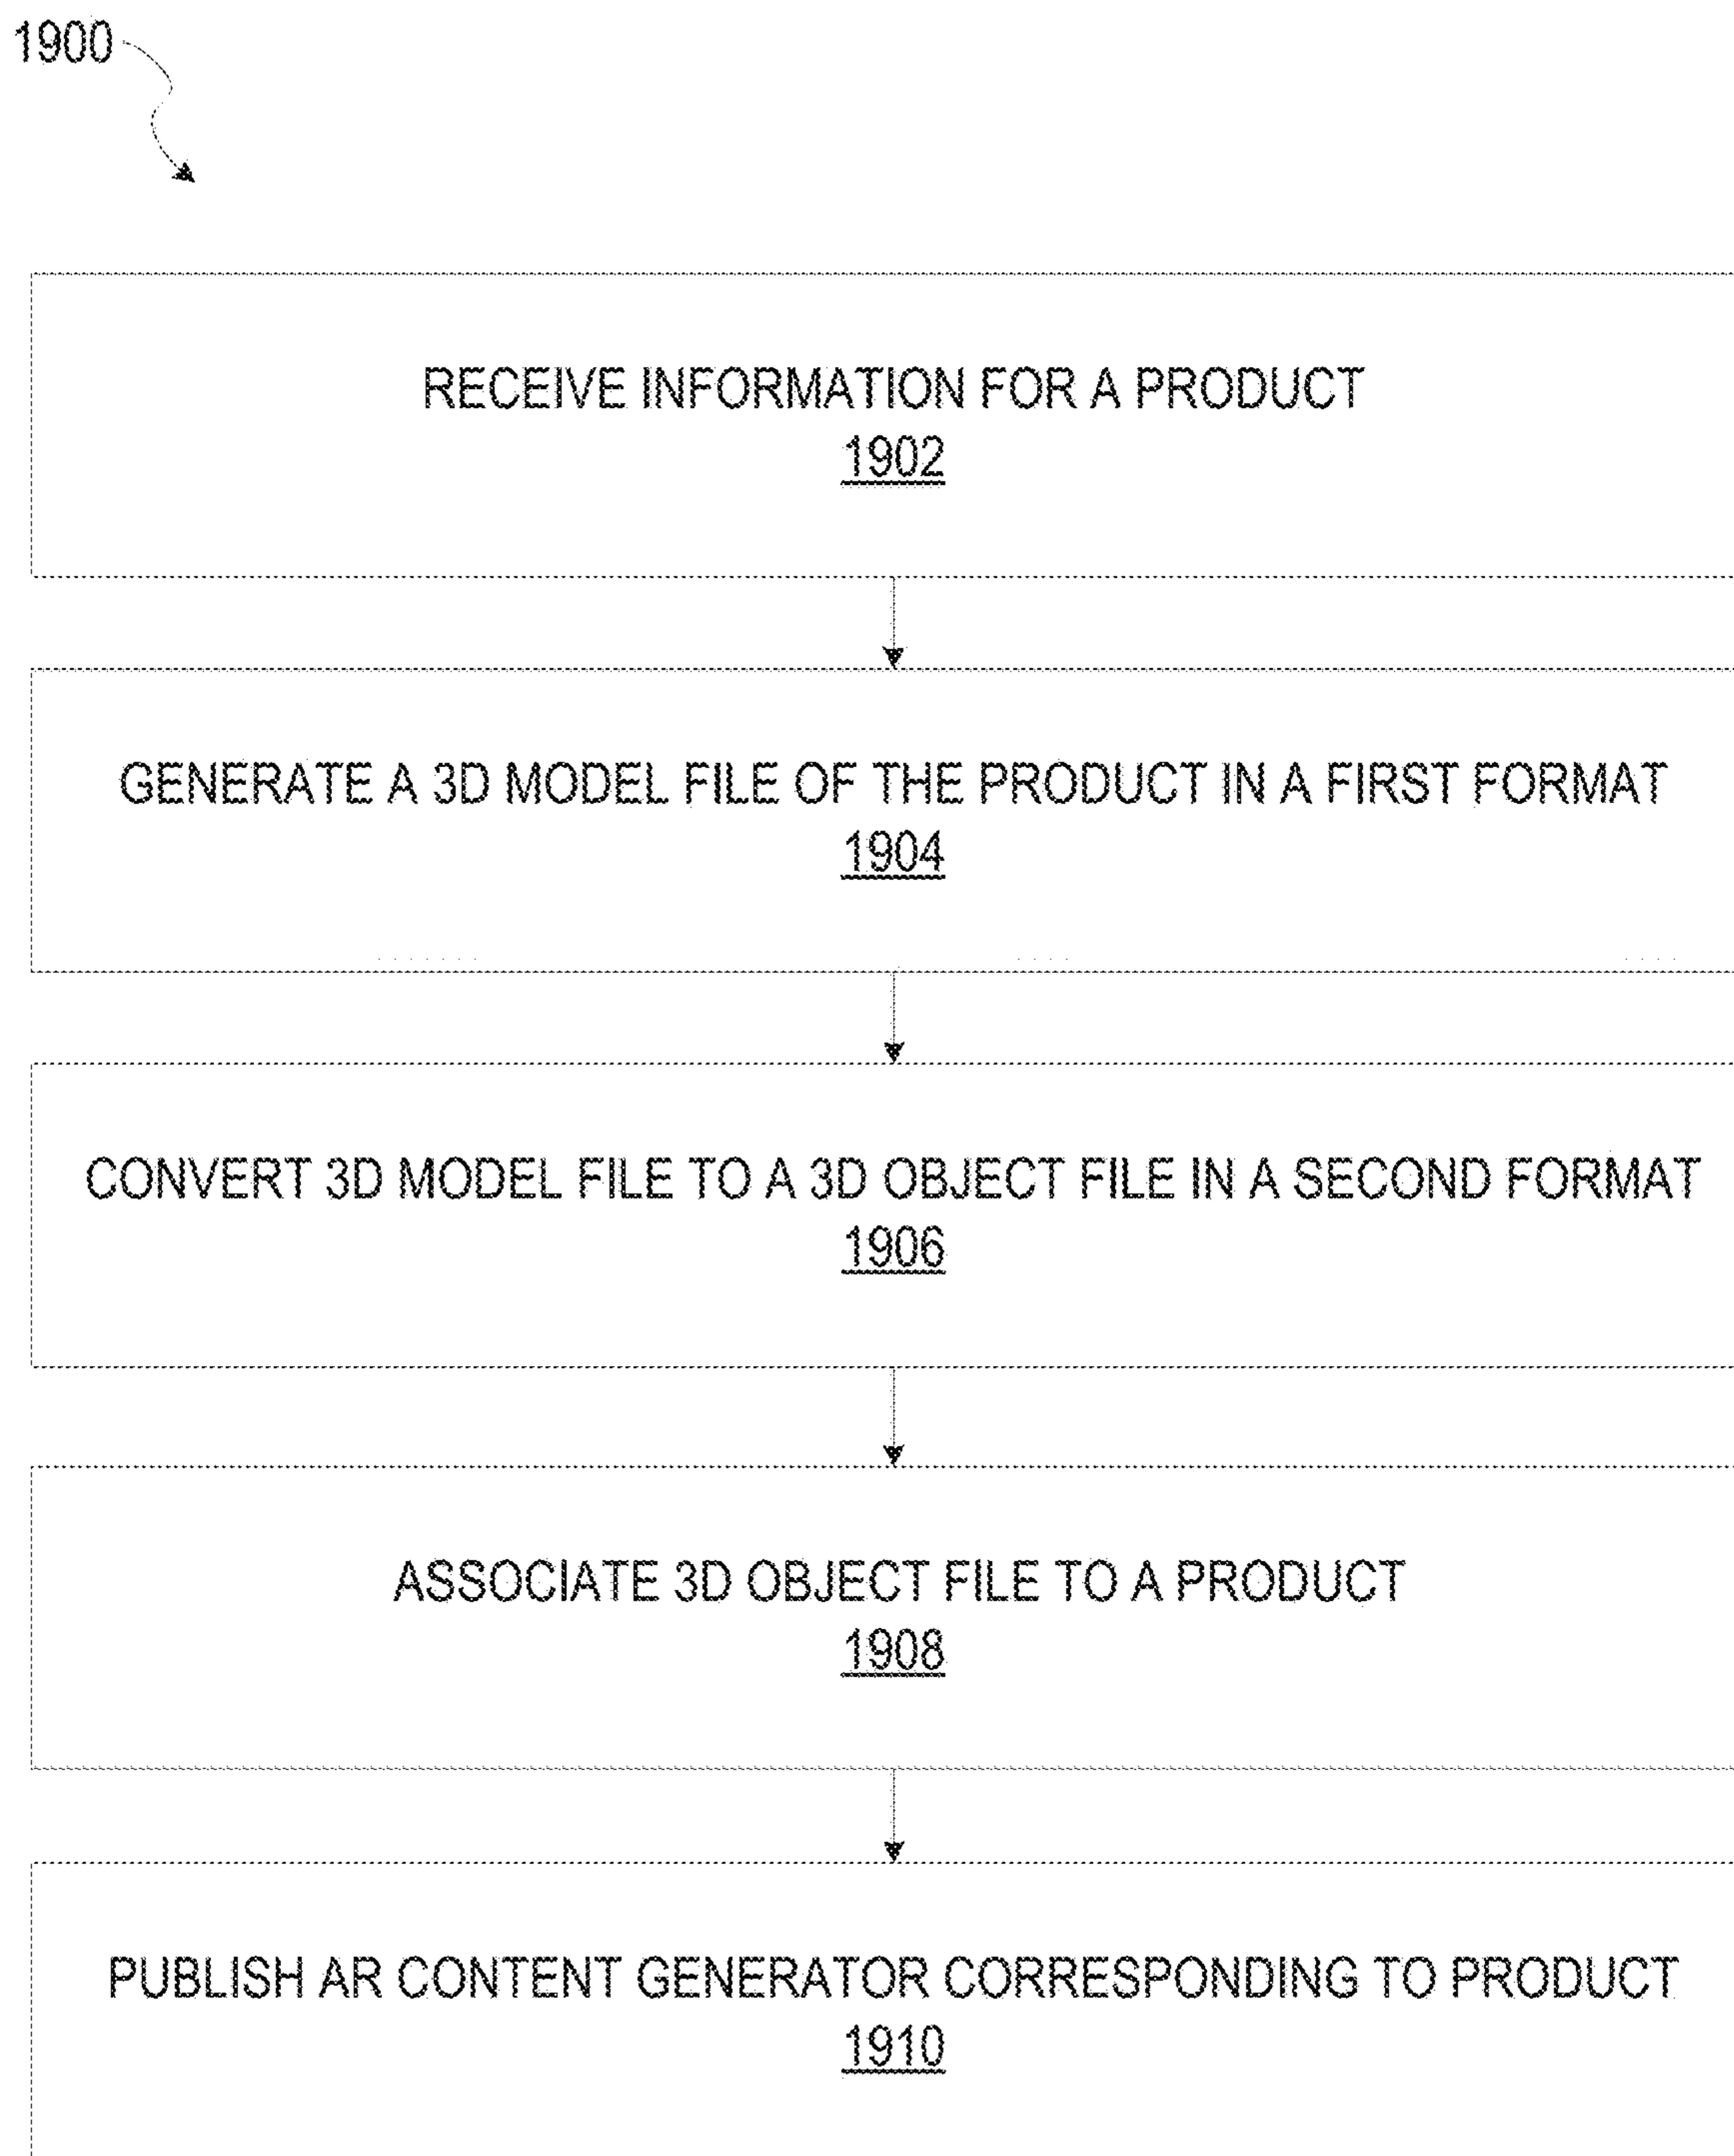 1900
RECEIVE INFORMATION FOR A PRODUCT
1902
GENERATE A 3D MODEL FILE OF THE PRODUCT IN A FIRST FORMAT
1904
CONVERT 3D MODEL FILE TO A 3D OBJECT FILE IN A SECOND FORMAT
1906
ASSOCIATE 3D OBJECT FILE TO A PRODUCT
1908
PUBLISH AR CONTENT GENERATOR CORRESPONDING TO PRODUCT
1910